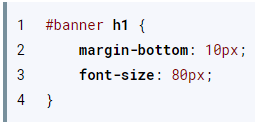 1 #banner h1 {
2     margin-bottom: 10px;
3     font-size: 80px;
4 }